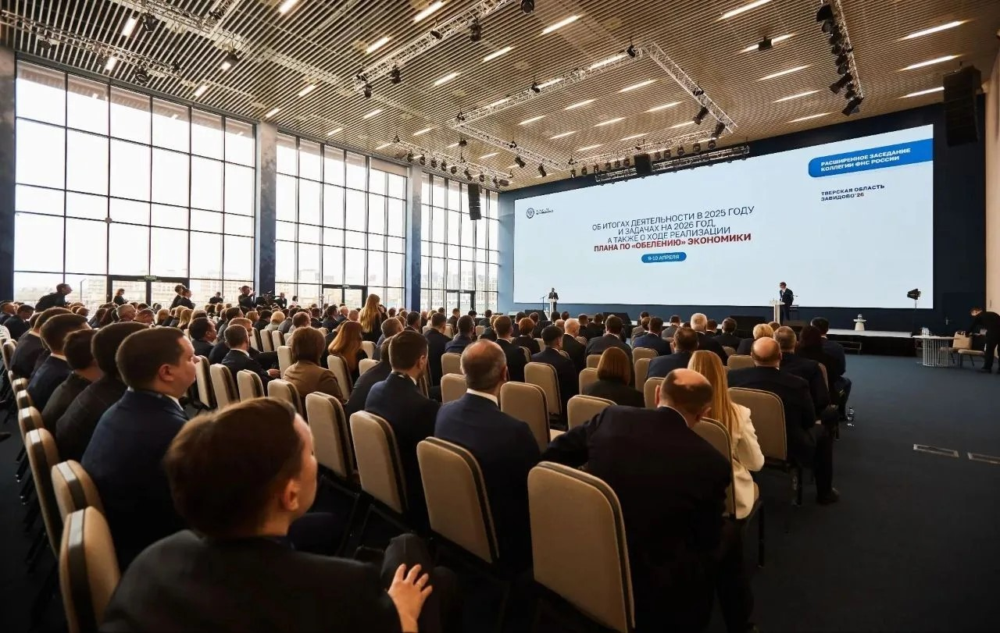 РАСШИРЕННОЕ ЗАСЕДАНИЕ
КОЛЛЕГИИ ФНС РОССИИ
ТВЕРСКАЯ ОБЛАСТЬ
ЗАВИДОВО'26
ОБ ИТОГАХ ДЕЯТЕЛЬНОСТИ В 2025 ГОДУ
И ЗАДАЧАХ НА 2026 ГОД,
А ТАКЖЕ О ХОДЕ РЕАЛИЗАЦИИ
ПЛАНА ПО «ОБЕЛЕНИЮ» ЭКОНОМИКИ
9-10 АПРЕЛЯ